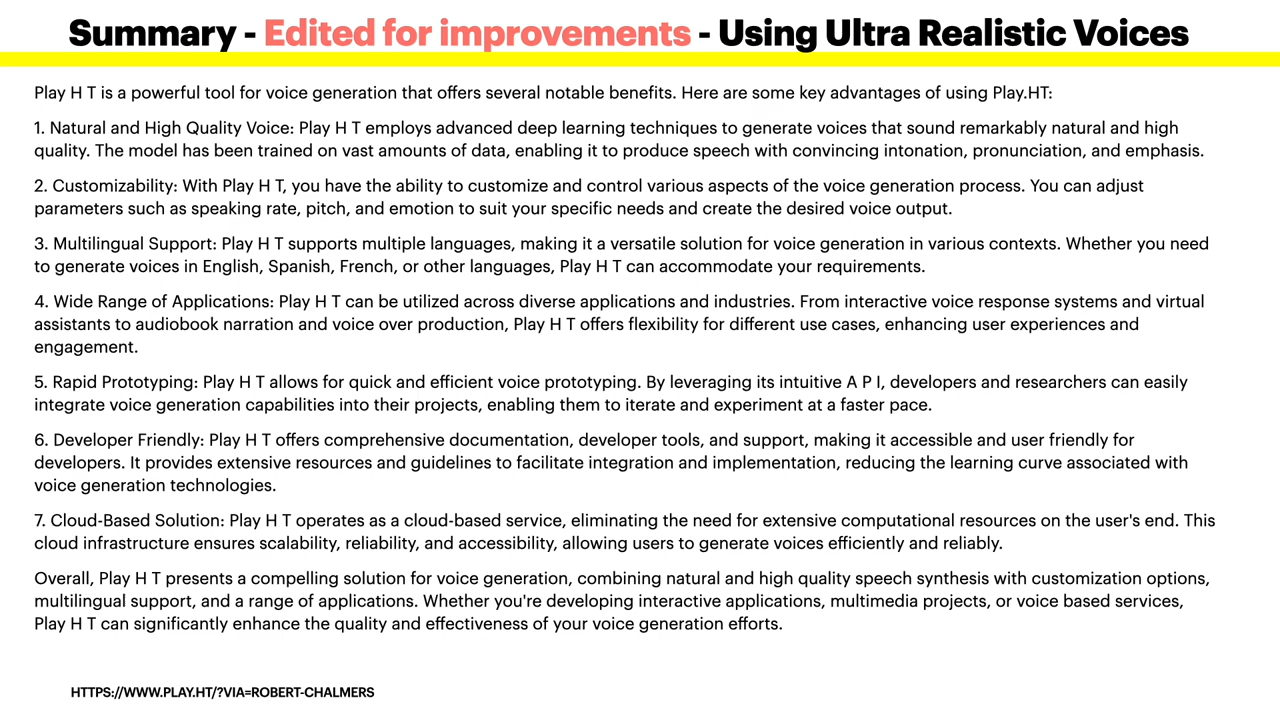 Summary - Edited for improvements - Using Ultra Realistic Voices
Play H T is a powerful tool for voice generation that offers several notable benefits. Here are some key advantages of using Play.HT:
1. Natural and High Quality Voice: Play H T employs advanced deep learning techniques to generate voices that sound remarkably natural and high
quality. The model has been trained on vast amounts of data, enabling it to produce speech with convincing intonation, pronunciation, and emphasis.
2. Customizability: With Play H T, you have the ability to customize and control various aspects of the voice generation process. You can adjust
parameters such as speaking rate, pitch, and emotion to suit your specific needs and create the desired voice output.
3. Multilingual Support: Play H T supports multiple languages, making it a versatile solution for voice generation in various contexts. Whether you need
to generate voices in English, Spanish, French, or other languages, Play H T can accommodate your requirements.
4. Wide Range of Applications: Play H T can be utilized across diverse applications and industries. From interactive voice response systems and virtual
assistants to audiobook narration and voice over production, Play H T offers flexibility for different use cases, enhancing user experiences and
engagement.
5. Rapid Prototyping: Play H T allows for quick and efficient voice prototyping. By leveraging its intuitive A P I, developers and researchers can easily
integrate voice generation capabilities into their projects, enabling them to iterate and experiment at a faster pace.
6. Developer Friendly: Play H T offers comprehensive documentation, developer tools, and support, making it accessible and user friendly for
developers. It provides extensive resources and guidelines to facilitate integration and implementation, reducing the learning curve associated with
voice generation technologies.
7. Cloud-Based Solution: Play H T operates as a cloud-based service, eliminating the need for extensive computational resources on the user's end. This
cloud infrastructure ensures scalability, reliability, and accessibility, allowing users to generate voices efficiently and reliably.
Overall, Play H T presents a compelling solution for voice generation, combining natural and high quality speech synthesis with customization options,
multilingual support, and a range of applications. Whether you're developing interactive applications, multimedia projects, or voice based services,
Play H T can significantly enhance the quality and effectiveness of your voice generation efforts.
HTTPS://WWW.PLAY.HT/?VIA=ROBERT-CHALMERS